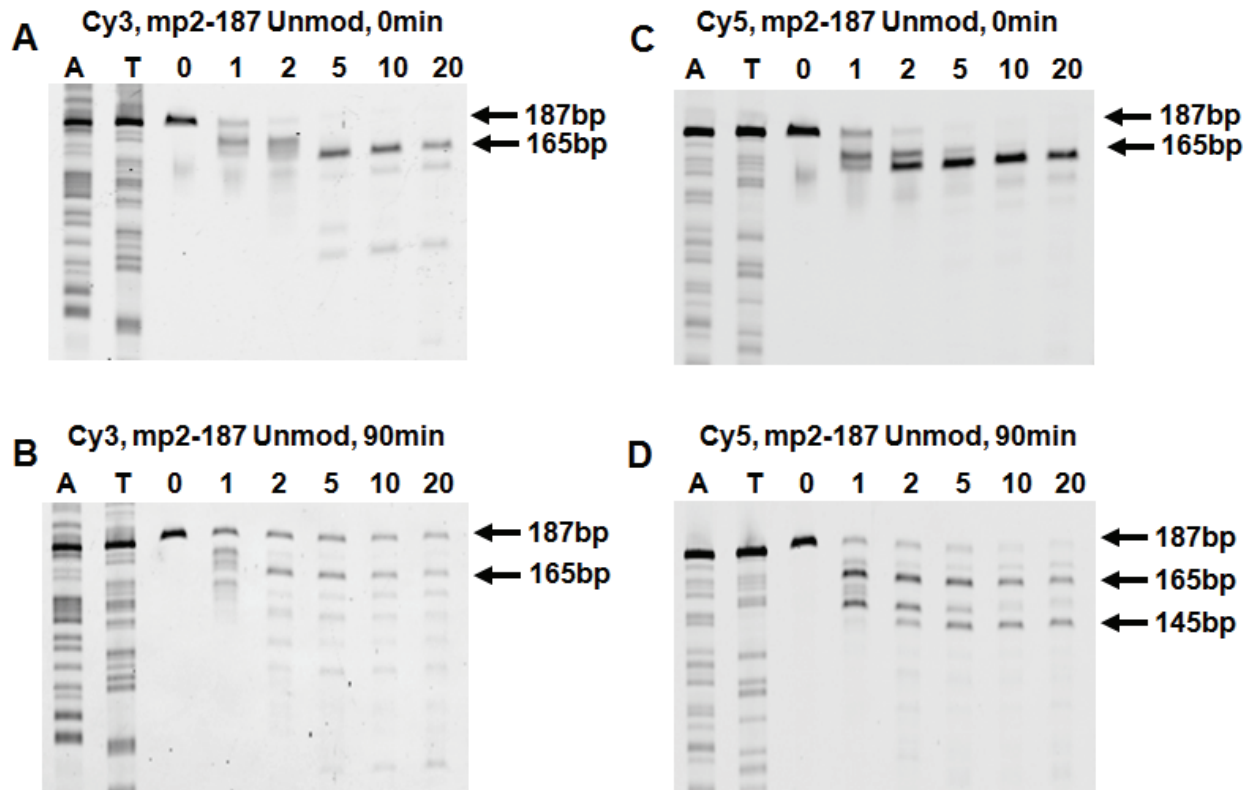 A
Cy3, mp2-187 Unmod, 0min
A T 0 1 2 5 10 20
187bp
165bp
C
Cy5, mp2-187 Unmod, 0min
A T 0 1 2 5 10 20
187bp
165bp
B
Cy3, mp2-187 Unmod, 90min
A T 0 1 2 5 10 20
187bp
165bp
D
Cy5, mp2-187 Unmod, 90min
A T 0 1 2 5 10 20
187bp
165bp
145bp